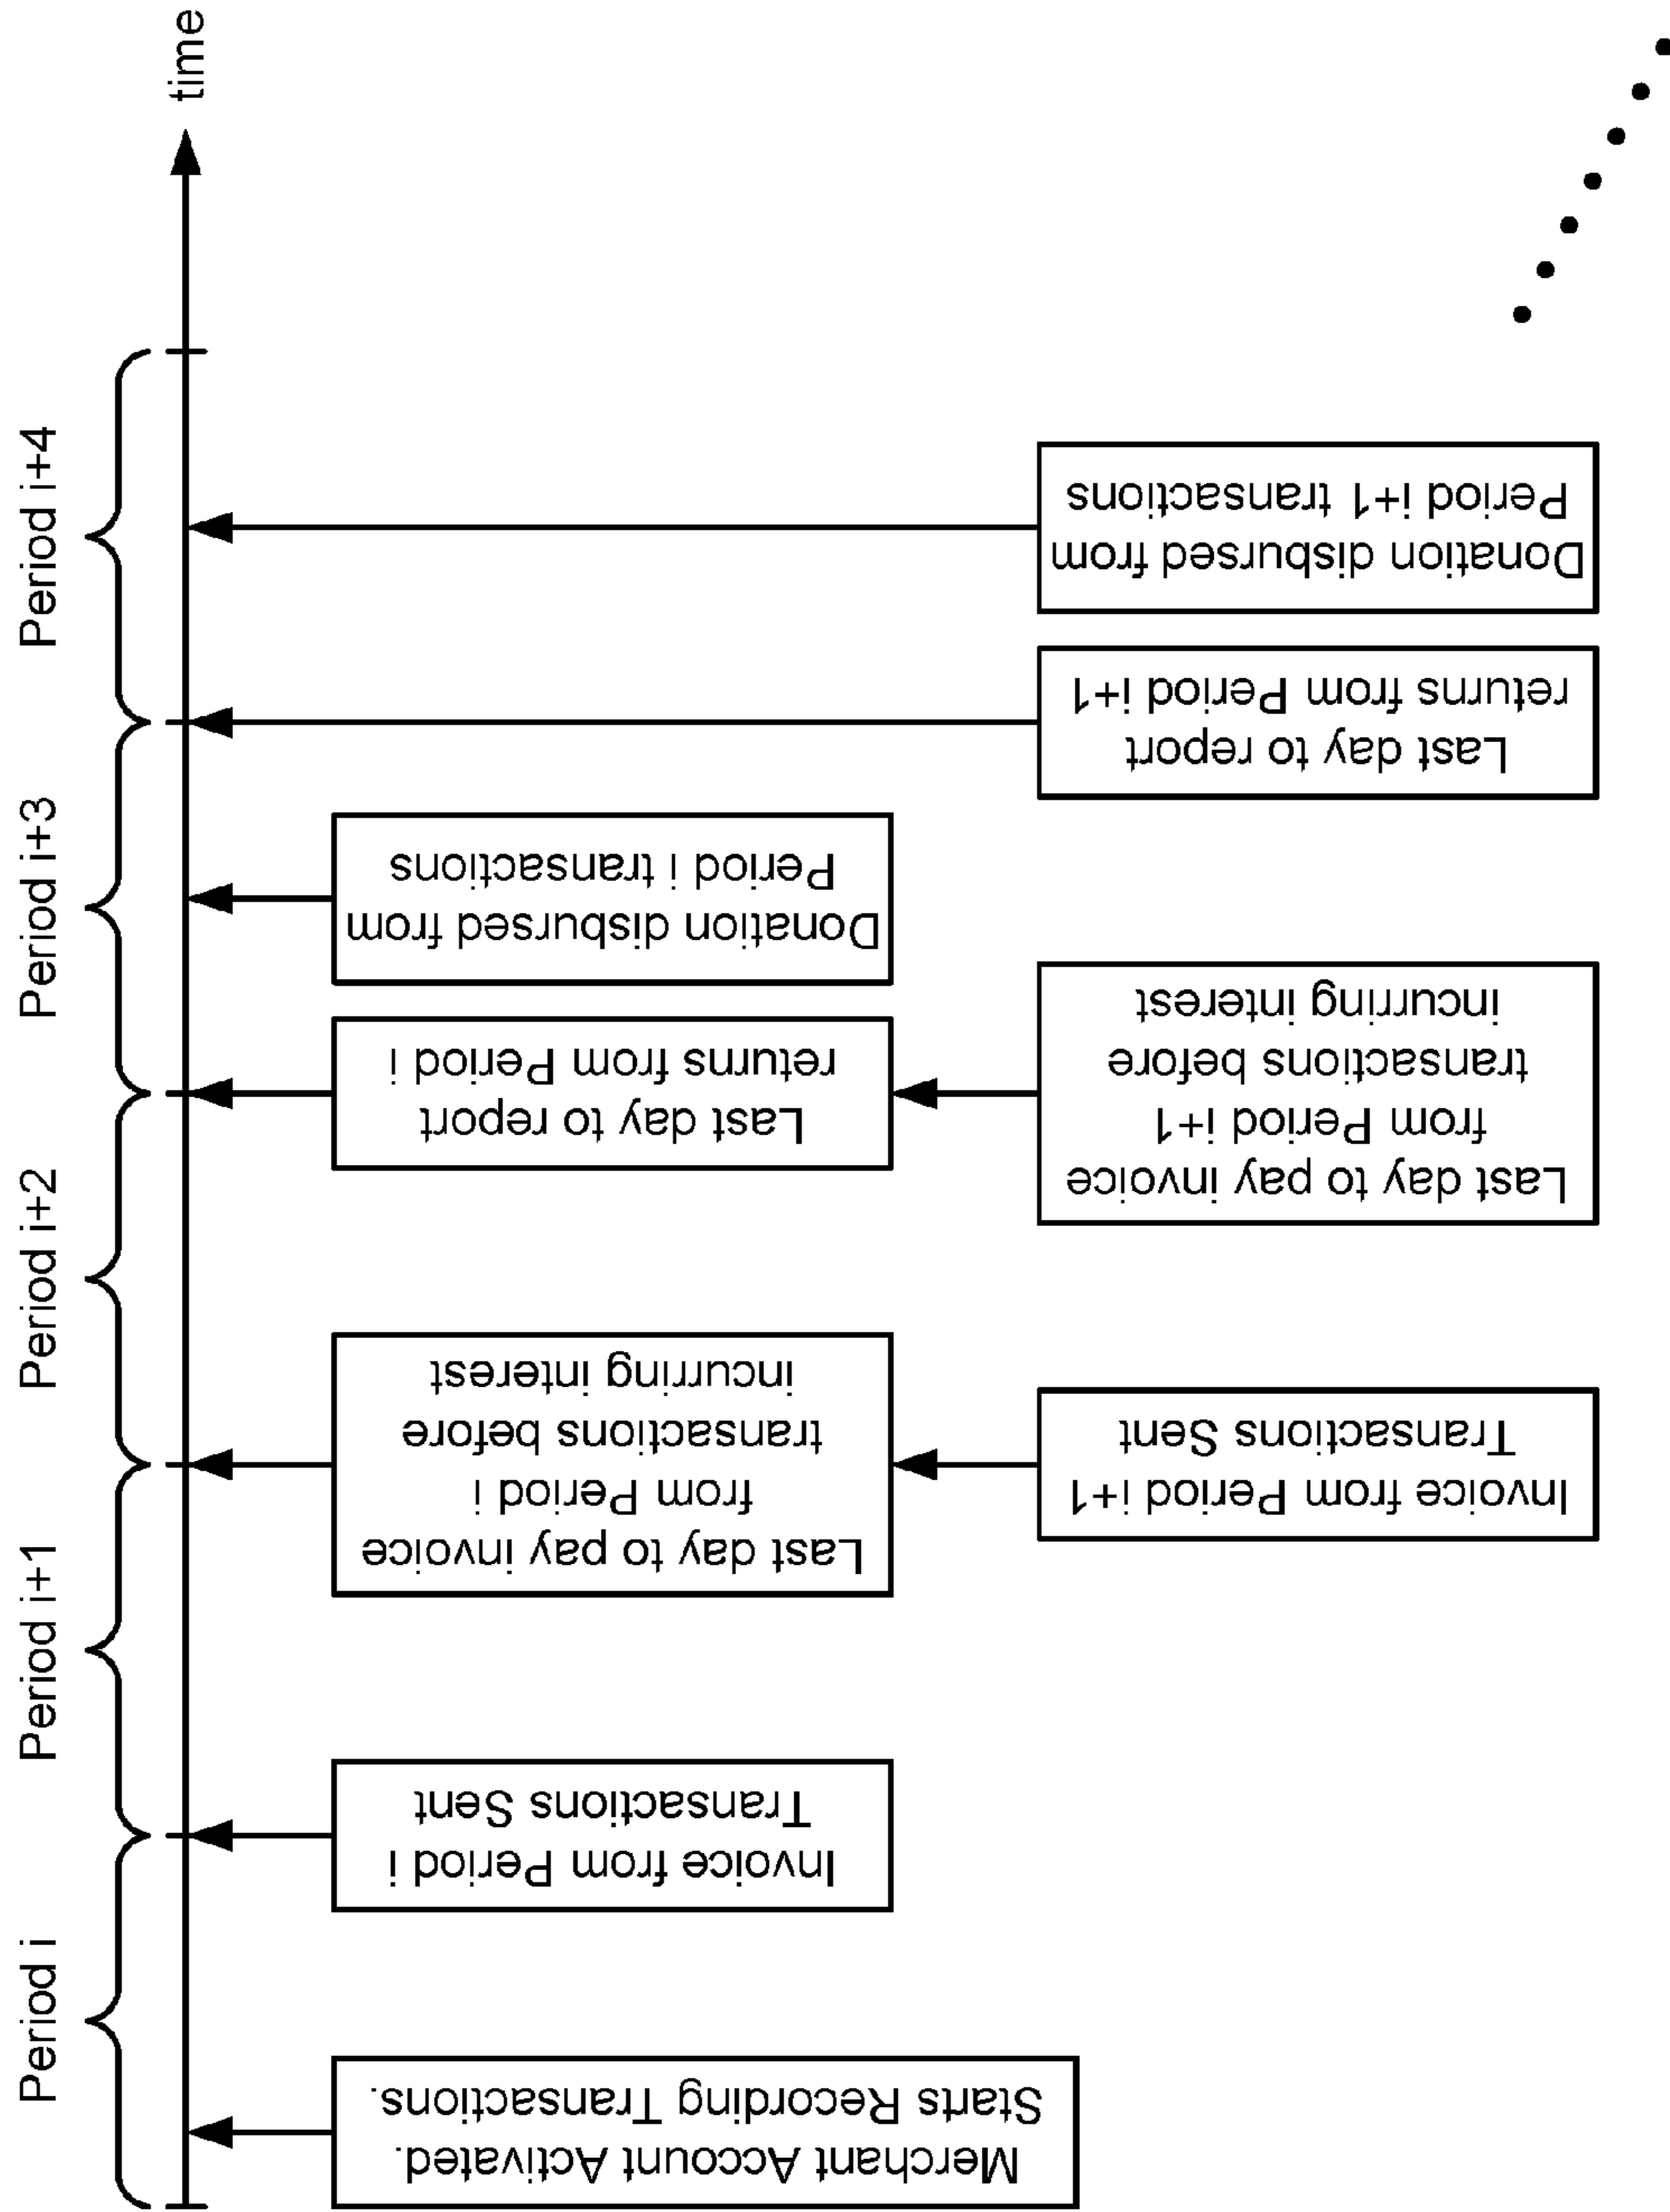 Period i
Period i+1
Period i+2
Period i+3
Period i+4
time
Merchant Account Activated.
Starts Recording Transactions.
Invoice from Period i
Transactions Sent
Last day to pay invoice
from Period i
transactions before
incurring interest
Last day to report
returns from Period i
Donation disbursed from
Period i transactions
Invoice from Period i+1
Transactions Sent
Last day to pay invoice
from Period i+1
transactions before
incurring interest
Last day to report
returns from Period i+1
Donation disbursed from
Period i+1 transactions